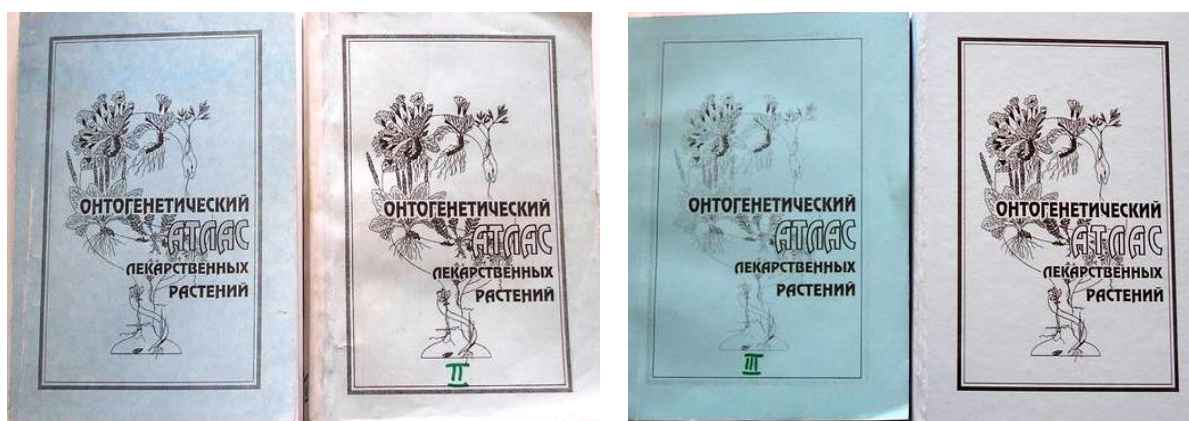 ОНТОГЕНЕТИЧЕСКИЙ
АТЛАС
ЛЕКАРСТВЕННЫХ
РАСТЕНИЙ
ОНТОГЕНЕТИЧЕСКИЙ
АТЛАС
ЛЕКАРСТВЕННЫХ
РАСТЕНИЙ
II
ОНТОГЕНЕТИЧЕСКИЙ
АТЛАС
ЛЕКАРСТВЕННЫХ
РАСТЕНИЙ
III
ОНТОГЕНЕТИЧЕСКИЙ
АТЛАС
ЛЕКАРСТВЕННЫХ
РАСТЕНИЙ